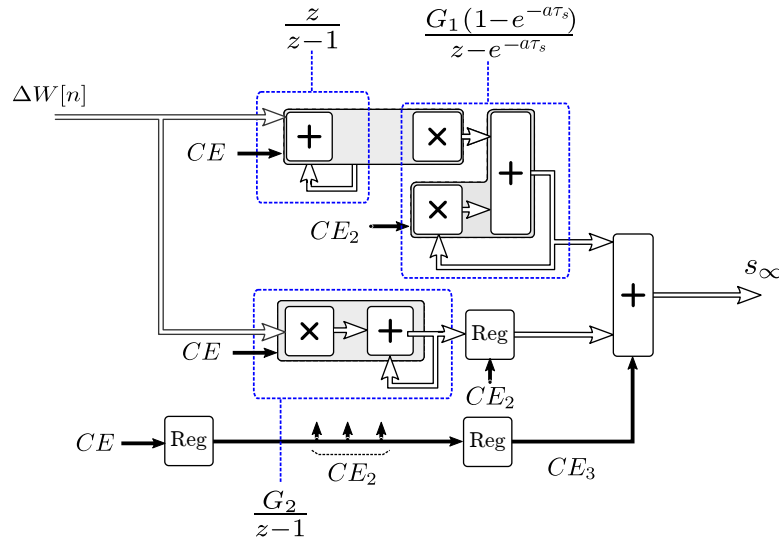 z/(z−1)
G₁(1−e^{−aτₛ})/(z−e^{−aτₛ})
ΔW[n]
+
×
CE
+
×
CE₂
s∞
+
×
+
Reg
CE
CE₂
CE
Reg
Reg
CE₂
CE₃
G₂/(z−1)